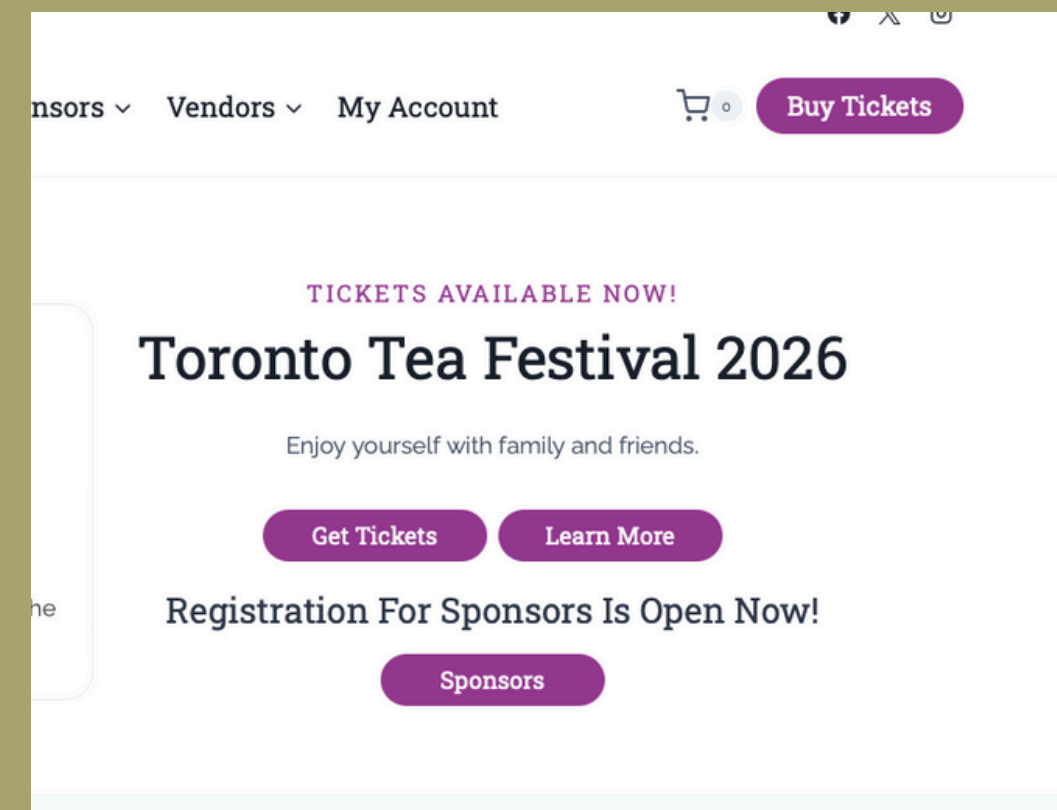 nsors Vendors My Account 0 Buy Tickets
TICKETS AVAILABLE NOW!
Toronto Tea Festival 2026
Enjoy yourself with family and friends.
Get Tickets Learn More
he
Registration For Sponsors Is Open Now!
Sponsors